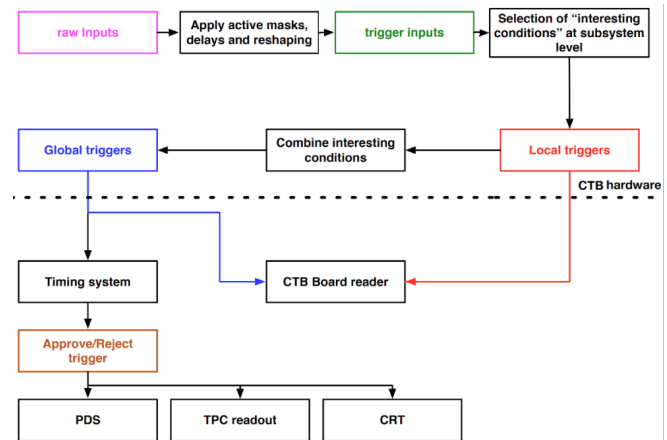 raw Inputs
Apply active masks,
delays and reshaping
trigger inputs
Selection of “interesting
conditions” at subsystem
level
Global triggers
Combine interesting
conditions
Local triggers
CTB hardware
Timing system
CTB Board reader
Approve/Reject
trigger
PDS
TPC readout
CRT